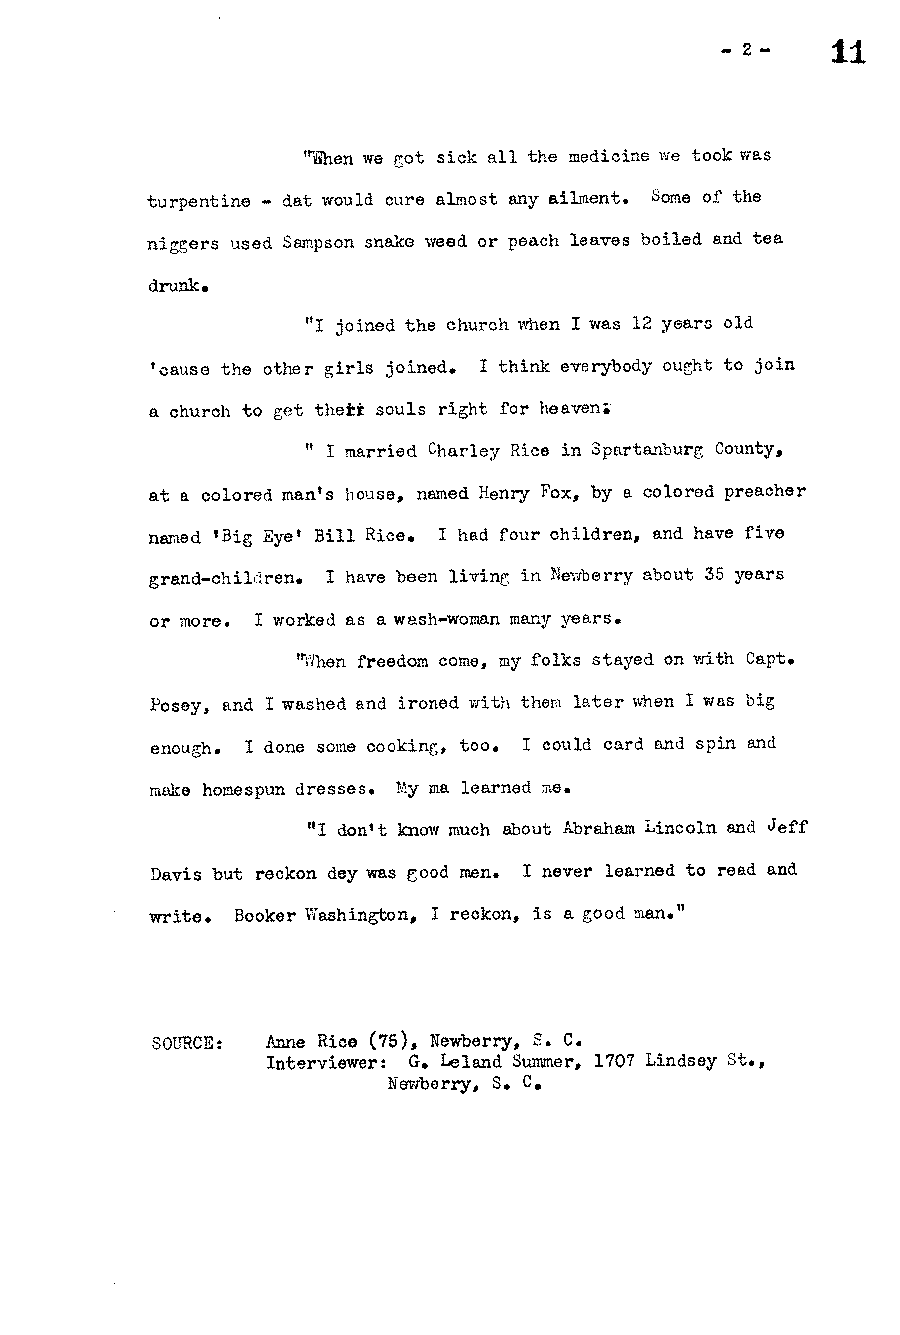 - 2 - 11
"When we got sick all the medicine we took was
turpentine - dat would cure almost any ailment. Some of the
niggers used Sampson snake weed or peach leaves boiled and tea
drunk.
"I joined the church when I was 12 years old
'cause the other girls joined. I think everybody ought to join
a church to get their souls right for heaven.
" I married Charley Rice in Spartanburg County,
at a colored man's house, named Henry Fox, by a colored preacher
named 'Big Eye' Bill Rice. I had four children, and have five
grand-children. I have been living in Newberry about 35 years
or more. I worked as a wash-woman many years.
"When freedom come, my folks stayed on with Capt.
Posey, and I washed and ironed with them later when I was big
enough. I done some cooking, too. I could card and spin and
make homespun dresses. My ma learned me.
"I don't know much about Abraham Lincoln and Jeff
Davis but reckon dey was good men. I never learned to read and
write. Booker Washington, I reckon, is a good man."
SOURCE: Anne Rice (75), Newberry, S. C.
Interviewer: G. Leland Summer, 1707 Lindsey St.,
Newberry, S. C.